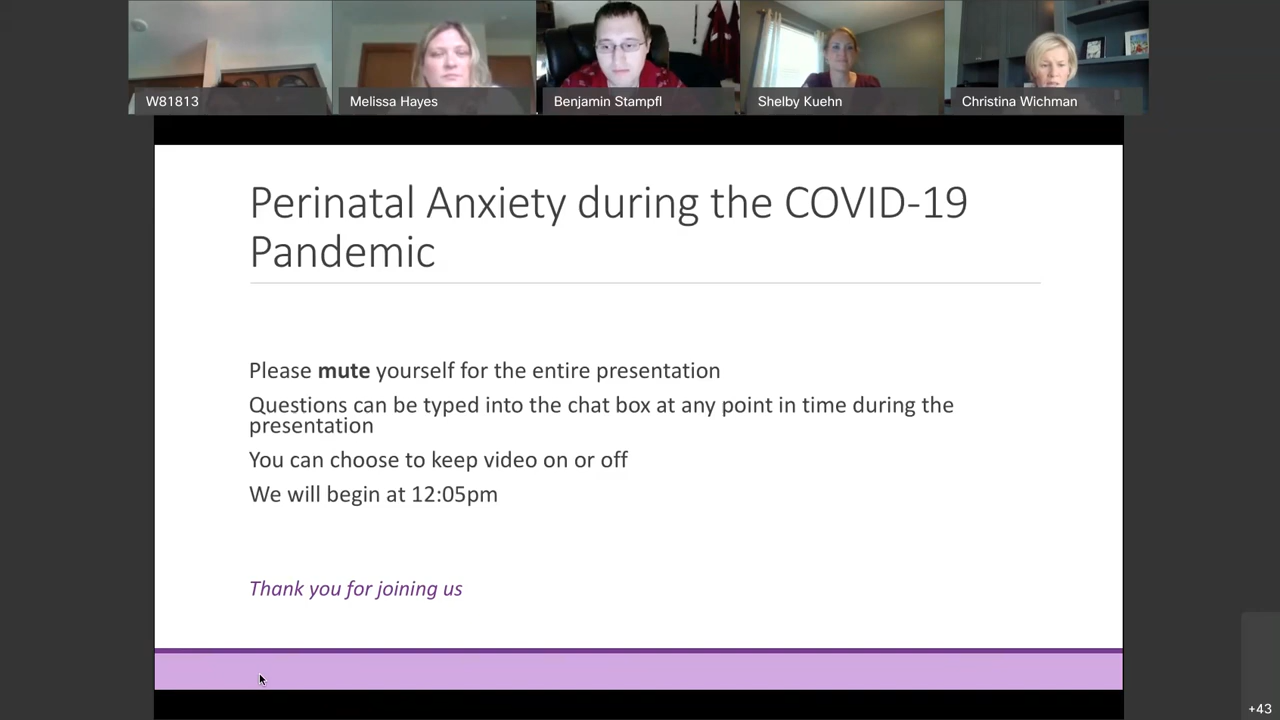 W81813
Melissa Hayes
Benjamin Stampfl
Shelby Kuehn
Christina Wichman
Perinatal Anxiety during the COVID-19
Pandemic
Please mute yourself for the entire presentation
Questions can be typed into the chat box at any point in time during the
presentation
You can choose to keep video on or off
We will begin at 12:05pm
Thank you for joining us
+43